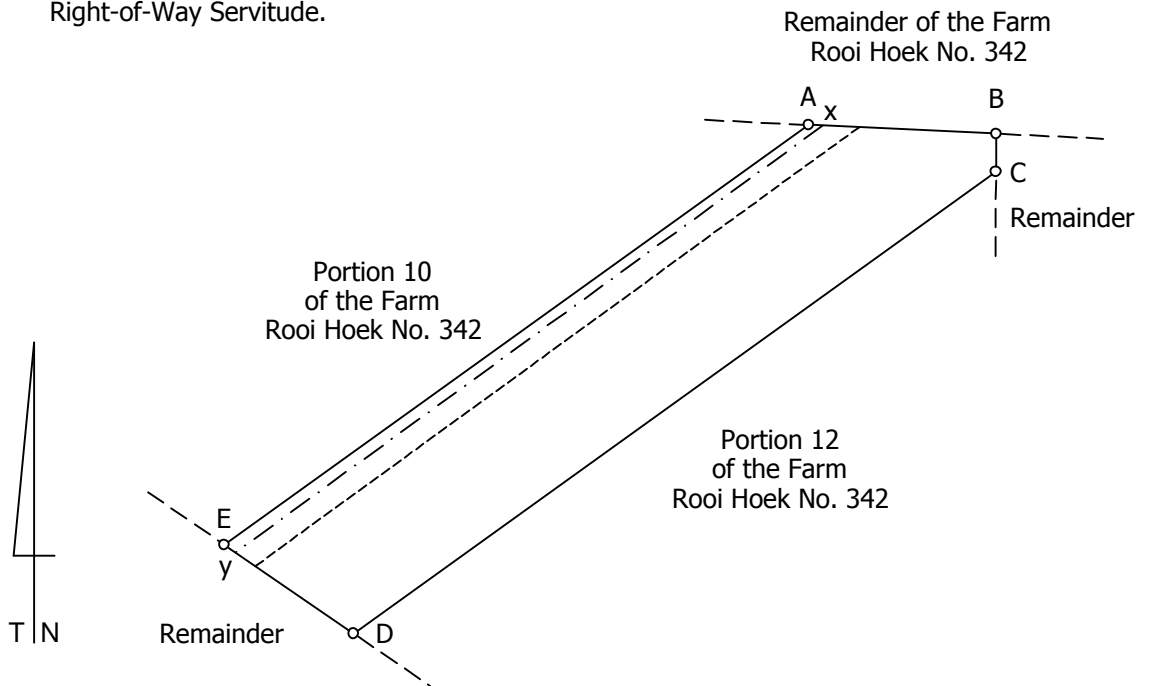 Right-of-Way Servitude.
Remainder of the Farm
Rooi Hoek No. 342
A
x
B
C
Remainder
Portion 10
of the Farm
Rooi Hoek No. 342
Portion 12
of the Farm
Rooi Hoek No. 342
E
y
T N
Remainder
D